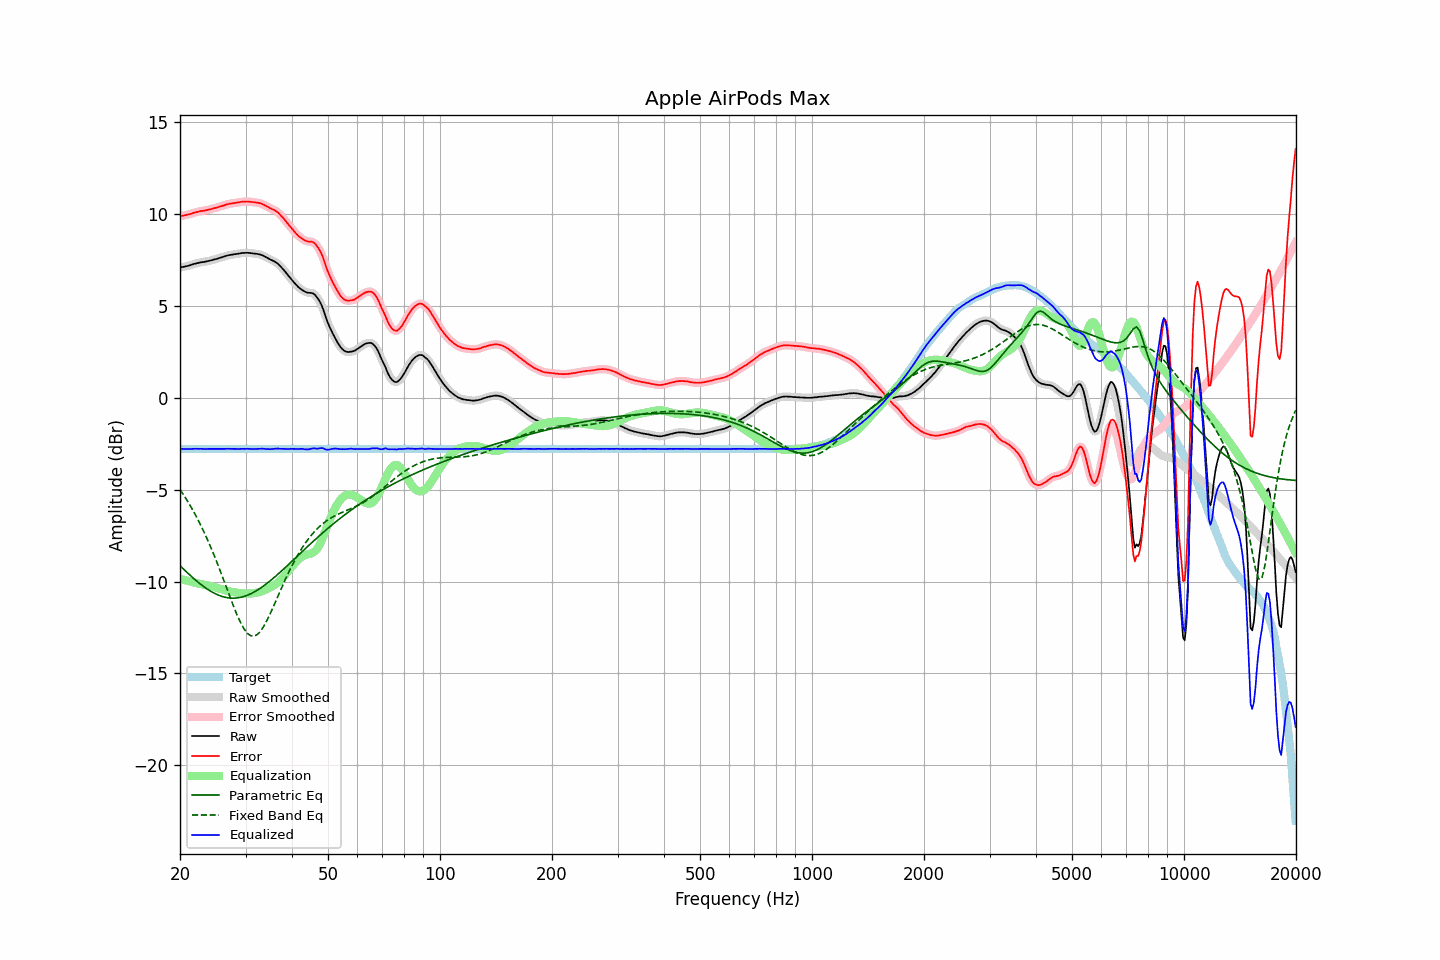 Apple AirPods Max
15
10
5
0
−5
−10
−15
−20
Amplitude (dBr)
Target
Raw Smoothed
Error Smoothed
Raw
Error
Equalization
Parametric Eq
Fixed Band Eq
Equalized
20 50 100 200 500 1000 2000 5000 10000 20000
Frequency (Hz)